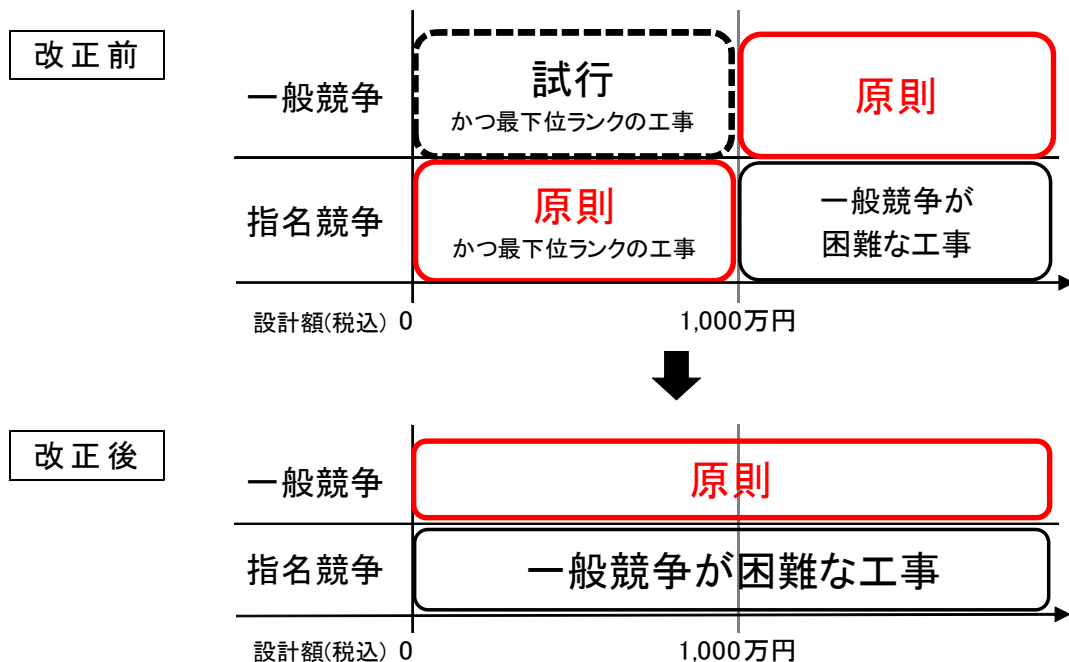 改正前
一般競争
試行
かつ最下位ランクの工事
原則
指名競争
原則
かつ最下位ランクの工事
一般競争が
困難な工事
設計額(税込) 0
1,000万円
改正後
一般競争
原則
指名競争
一般競争が困難な工事
設計額(税込) 0
1,000万円